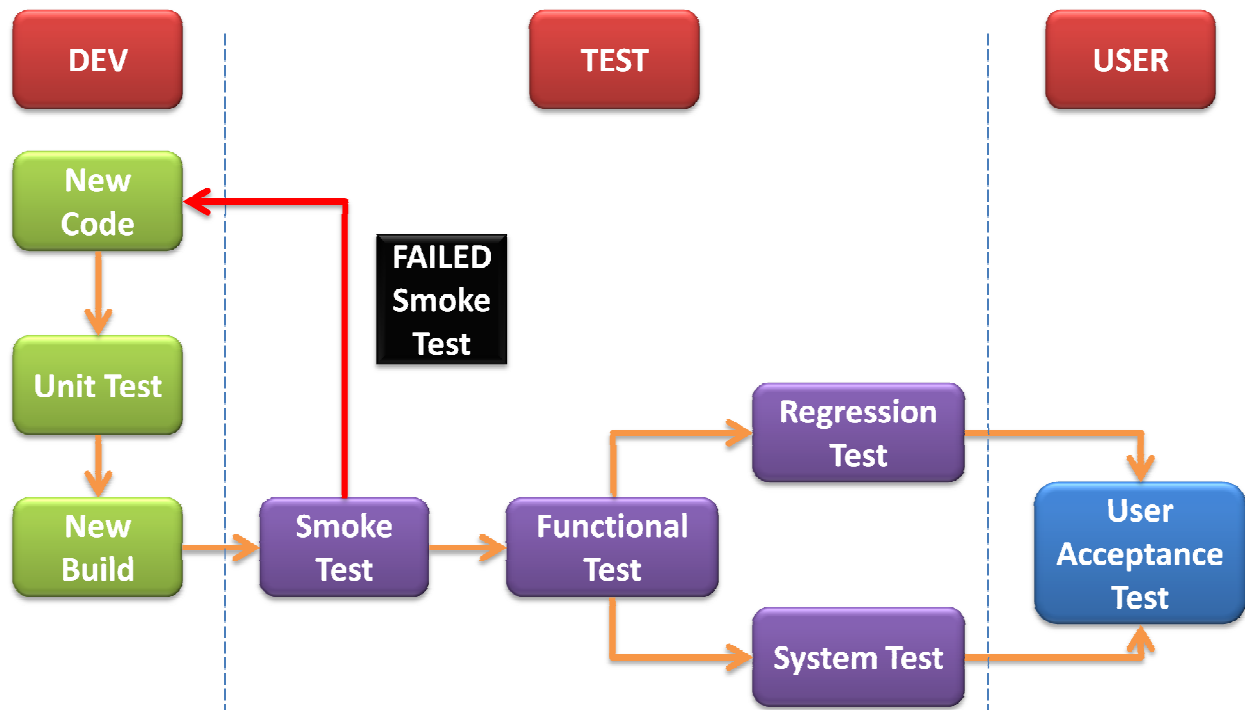 DEV
TEST
USER
New
Code
FAILED
Smoke
Test
Unit Test
Regression
Test
New
Build
Smoke
Test
Functional
Test
User
Acceptance
Test
System Test